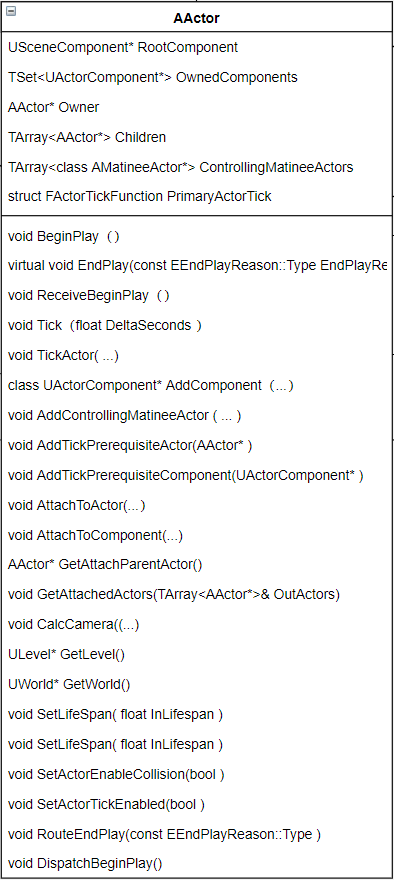 AActor
USceneComponent* RootComponent
TSet<UActorComponent*> OwnedComponents
AActor* Owner
TArray<AActor*> Children
TArray<class AMatineeActor*> ControllingMatineeActors
struct FActorTickFunction PrimaryActorTick
void BeginPlay （）
virtual void EndPlay(const EEndPlayReason::Type EndPlayRe
void ReceiveBeginPlay （）
void Tick（float DeltaSeconds ）
void TickActor( ...)
class UActorComponent* AddComponent （...）
void AddControllingMatineeActor ( ... )
void AddTickPrerequisiteActor(AActor* )
void AddTickPrerequisiteComponent(UActorComponent* )
void AttachToActor(...）
void AttachToComponent(...)
AActor* GetAttachParentActor()
void GetAttachedActors(TArray<AActor*>& OutActors)
void CalcCamera((...)
ULevel* GetLevel()
UWorld* GetWorld()
void SetLifeSpan( float InLifespan )
void SetLifeSpan( float InLifespan )
void SetActorEnableCollision(bool )
void SetActorTickEnabled(bool )
void RouteEndPlay(const EEndPlayReason::Type )
void DispatchBeginPlay()